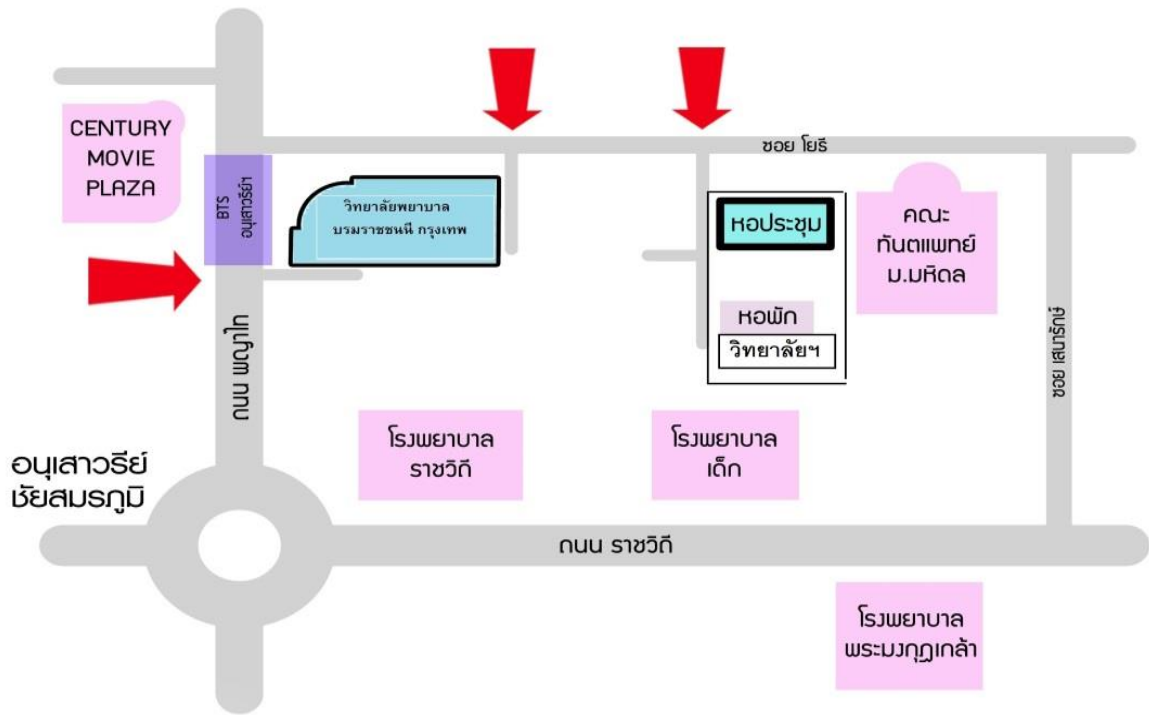 CENTURY
MOVIE
PLAZA
BTS
อนุเสาวรีย์ฯ
วิทยาลัยพยาบาล
บรมราชชนนี กรุงเทพ
ซอย โยธี
หอประชุม
คณะ
ทันตแพทย์
ม.มหิดล
หอพัก
วิทยาลัยฯ
ถนน พญาไท
ซอย เสนารักษ์
โรงพยาบาล
ราชวิถี
โรงพยาบาล
เด็ก
อนุเสาวรีย์
ชัยสมรภูมิ
ถนน ราชวิถี
โรงพยาบาล
พระมงกุฎเกล้า